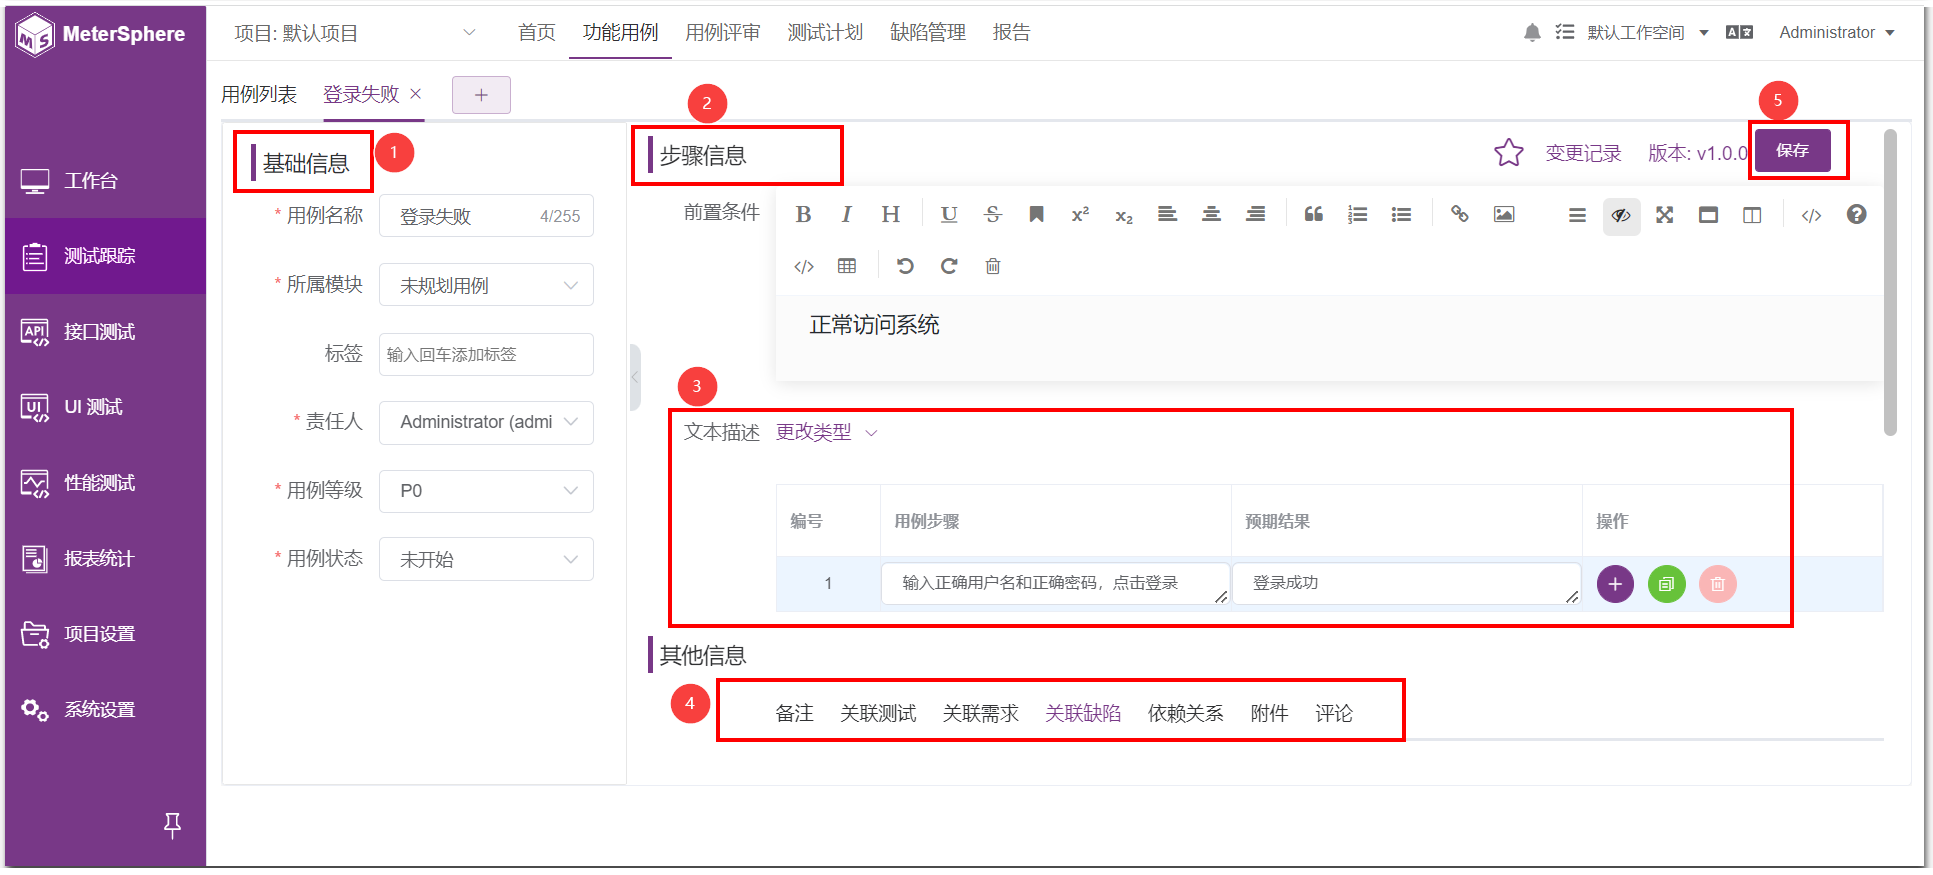 MeterSphere
项目: 默认项目
首页 功能用例 用例评审 测试计划 缺陷管理 报告
默认工作空间
Administrator
用例列表 登录失败 × +
工作台
测试跟踪
接口测试
UI 测试
性能测试
报表统计
项目设置
系统设置
1
基础信息
* 用例名称 登录失败 4/255
* 所属模块 未规划用例
标签 输入回车添加标签
* 责任人 Administrator (admi
* 用例等级 P0
* 用例状态 未开始
2
步骤信息
变更记录 版本: v1.0.0
5
保存
前置条件
正常访问系统
3
文本描述 更改类型
编号 用例步骤 预期结果 操作
1 输入正确用户名和正确密码，点击登录 登录成功
其他信息
4
备注 关联测试 关联需求 关联缺陷 依赖关系 附件 评论